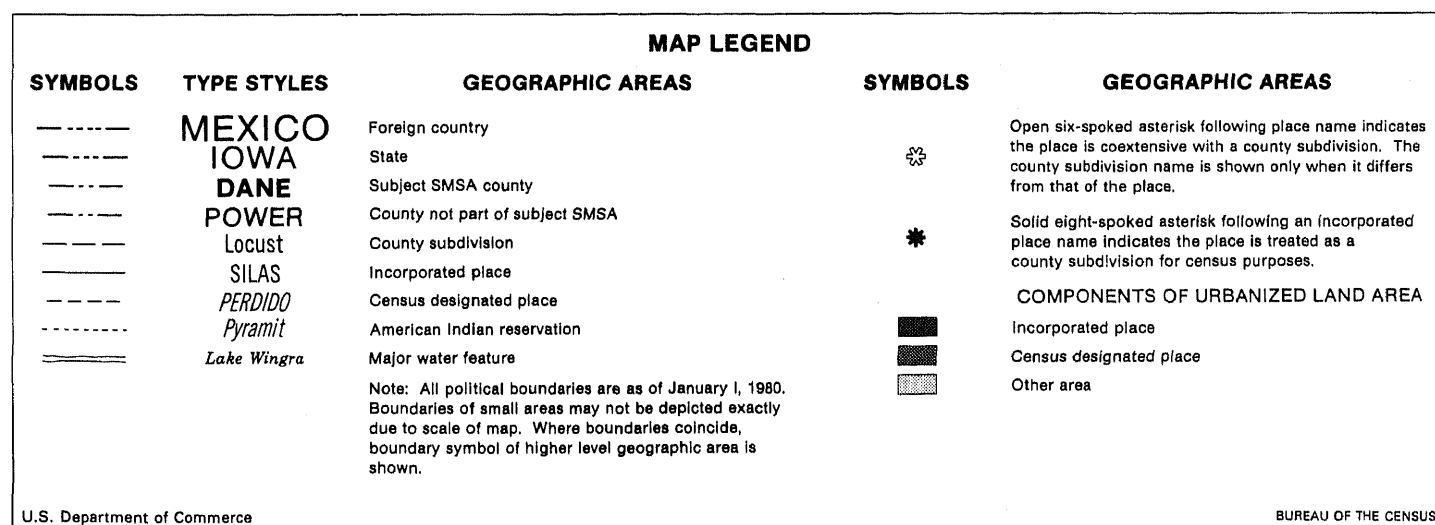 MAP LEGEND
SYMBOLS TYPE STYLES GEOGRAPHIC AREAS SYMBOLS GEOGRAPHIC AREAS
MEXICO Foreign country
IOWA State
DANE Subject SMSA county
POWER County not part of subject SMSA
Locust County subdivision
SILAS Incorporated place
PERDIDO Census designated place
Pyramit American Indian reservation
Lake Wingra Major water feature
Note: All political boundaries are as of January I, 1980.
Boundaries of small areas may not be depicted exactly
due to scale of map. Where boundaries coincide,
boundary symbol of higher level geographic area is
shown.
Open six-spoked asterisk following place name indicates
the place is coextensive with a county subdivision. The
county subdivision name is shown only when it differs
from that of the place.
Solid eight-spoked asterisk following an incorporated
place name indicates the place is treated as a
county subdivision for census purposes.
COMPONENTS OF URBANIZED LAND AREA
Incorporated place
Census designated place
Other area
U.S. Department of Commerce BUREAU OF THE CENSUS